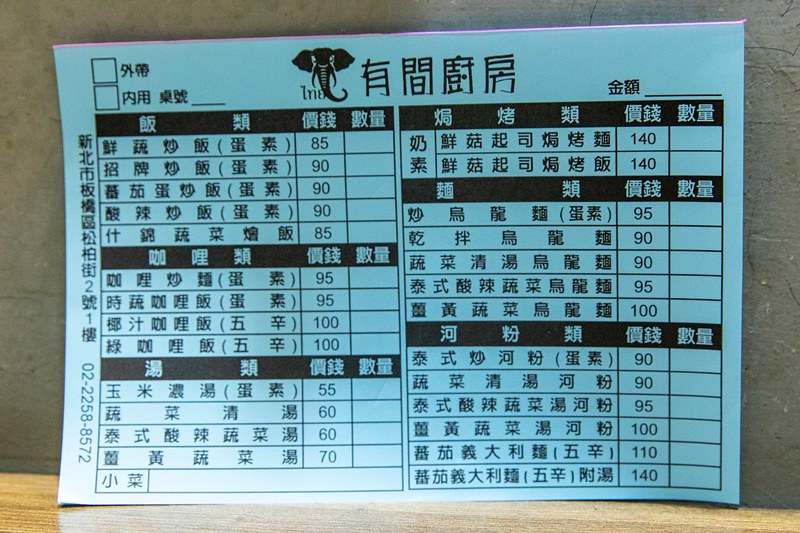 外帶
內用 桌號
ไทย 有間廚房
金額
新北市板橋區松柏街2號1樓 02-2258-8572
飯類 價錢 數量
鮮蔬炒飯(蛋素) 85
招牌炒飯(蛋素) 90
蕃茄蛋炒飯(蛋素) 90
酸辣炒飯(蛋素) 90
什錦蔬菜燴飯 85
咖哩類 價錢 數量
咖哩炒麵(蛋素) 95
時蔬咖哩飯(蛋素) 95
椰汁咖哩飯(五辛) 100
綠咖哩飯(五辛) 100
湯類 價錢 數量
玉米濃湯(蛋素) 55
蔬菜清湯 60
泰式酸辣蔬菜湯 60
薑黃蔬菜湯 70
小菜
焗烤類 價錢 數量
奶素 鮮菇起司焗烤麵 140
鮮菇起司焗烤飯 140
麵類 價錢 數量
炒烏龍麵(蛋素) 95
乾拌烏龍麵 90
蔬菜清湯烏龍麵 90
泰式酸辣蔬菜烏龍麵 95
薑黃蔬菜烏龍麵 100
河粉類 價錢 數量
泰式炒河粉(蛋素) 90
蔬菜清湯河粉 90
泰式酸辣蔬菜湯河粉 95
薑黃蔬菜湯河粉 100
蕃茄義大利麵(五辛) 110
蕃茄義大利麵(五辛)附湯 140